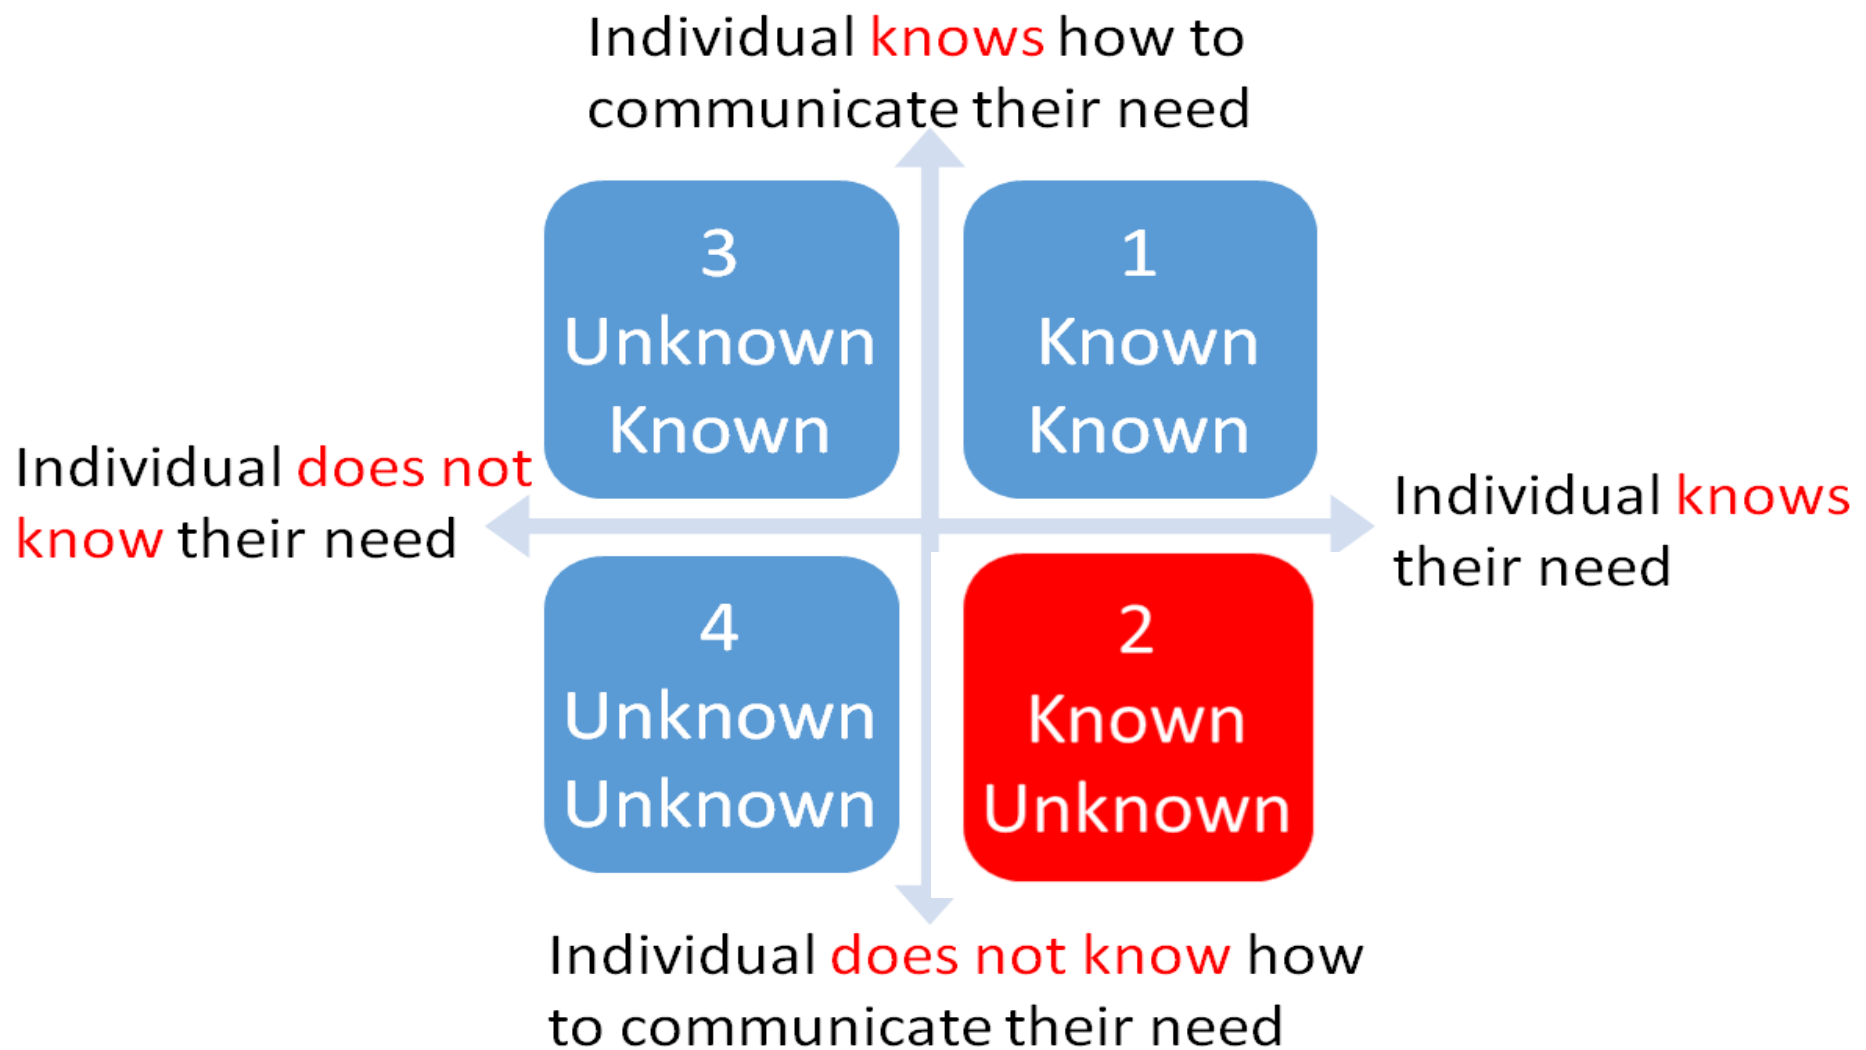 Individual knows how to
communicate their need
3
Unknown
Known
1
Known
Known
Individual does not
know their need
Individual knows
their need
4
Unknown
Unknown
2
Known
Unknown
Individual does not know how
to communicate their need